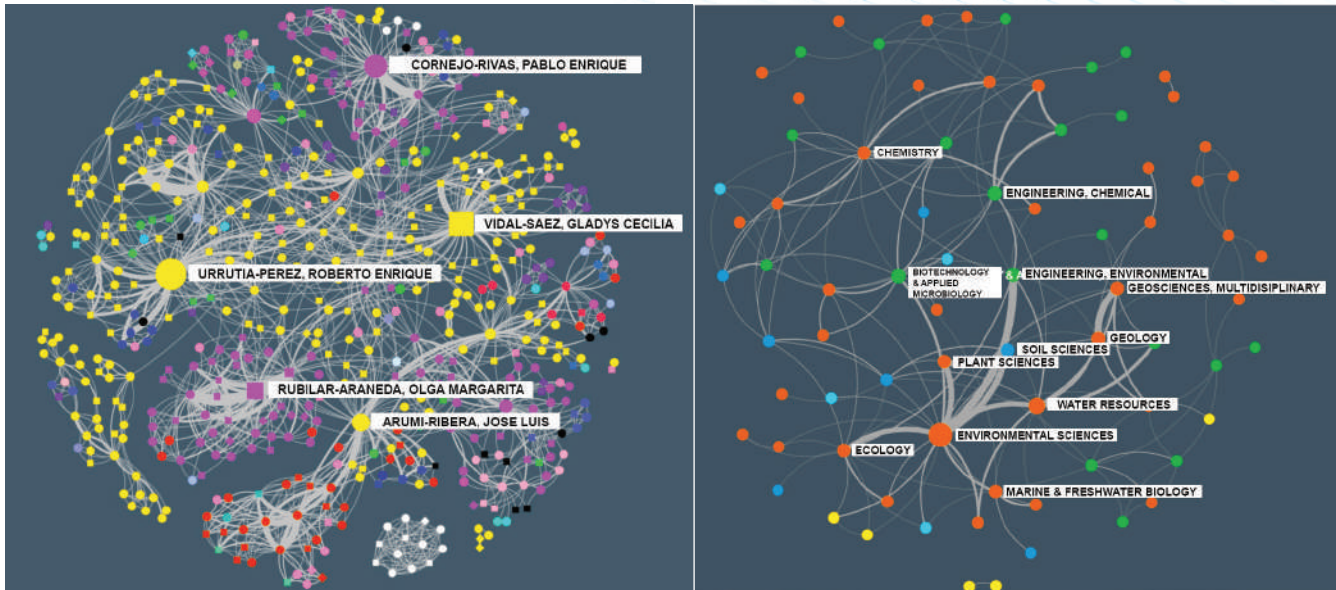 CORNEJO-RIVAS, PABLO ENRIQUE
VIDAL-SAEZ, GLADYS CECILIA
URRUTIA-PEREZ, ROBERTO ENRIQUE
RUBILAR-ARANEDA, OLGA MARGARITA
ARUMI-RIBERA, JOSE LUIS
CHEMISTRY
ENGINEERING, CHEMICAL
BIOTECHNOLOGY
& APPLIED
MICROBIOLOGY
& A
ENGINEERING, ENVIRONMENTAL
GEOSCIENCES, MULTIDISIPLINARY
GEOLOGY
SOIL SCIENCES
PLANT SCIENCES
WATER RESOURCES
ENVIRONMENTAL SCIENCES
ECOLOGY
MARINE & FRESHWATER BIOLOGY